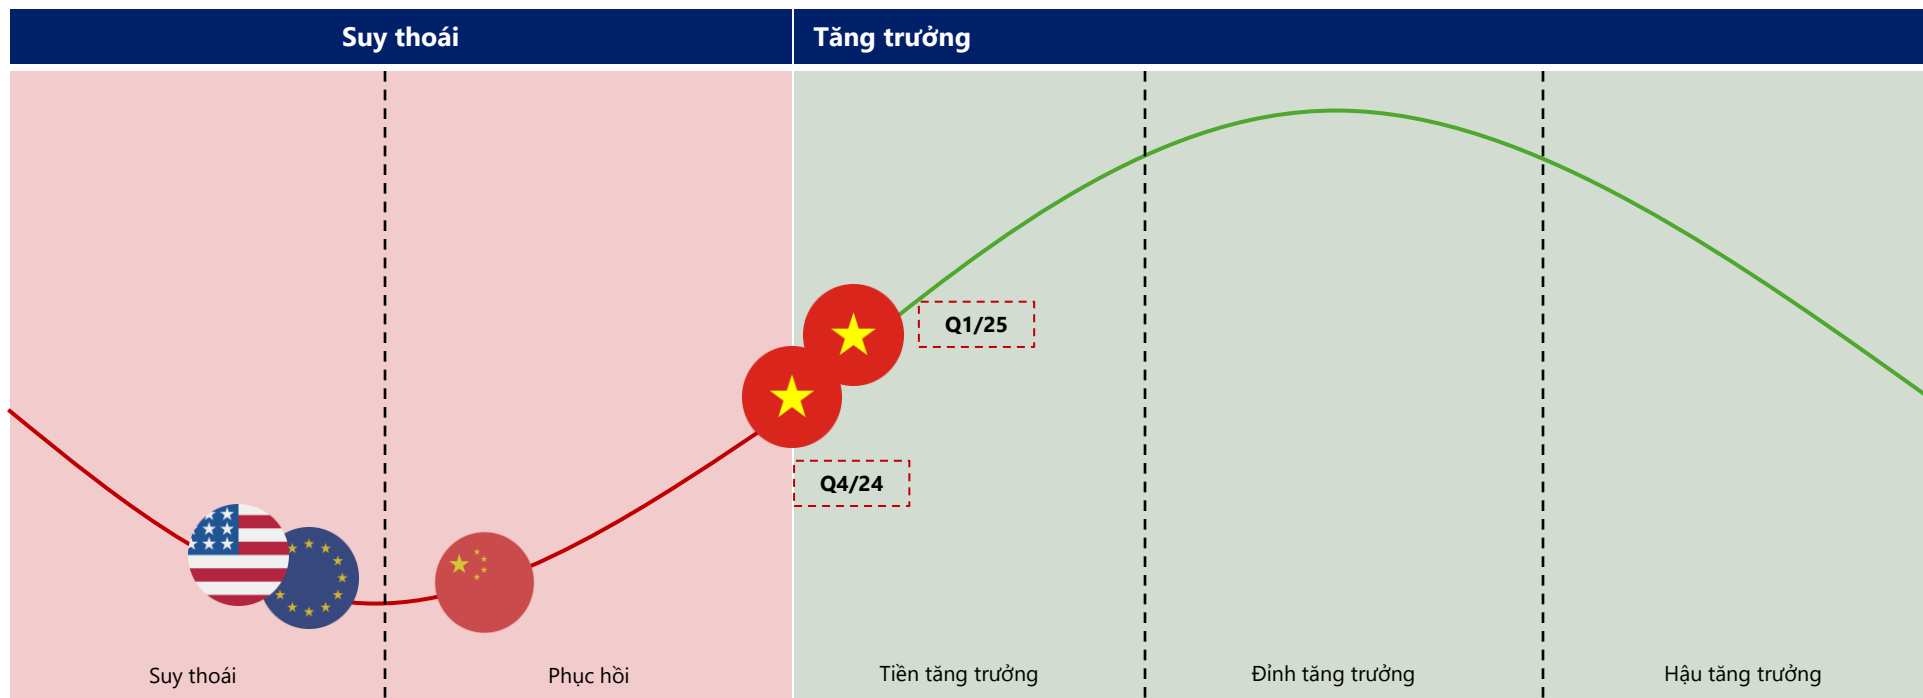 Suy thoái
Tăng trưởng
Q1/25
Q4/24
Suy thoái
Phục hồi
Tiền tăng trưởng
Đỉnh tăng trưởng
Hậu tăng trưởng